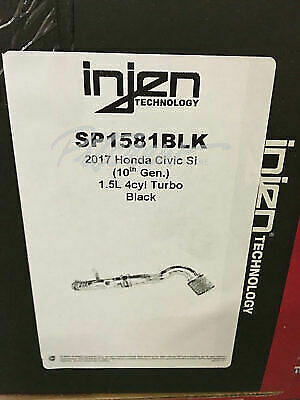 injen
TECHNOLOGY
SP1581BLK
2017 Honda Civic Si
(10th Gen.)
1.5L 4cyl Turbo
Black
injen
TECHNOLOGY